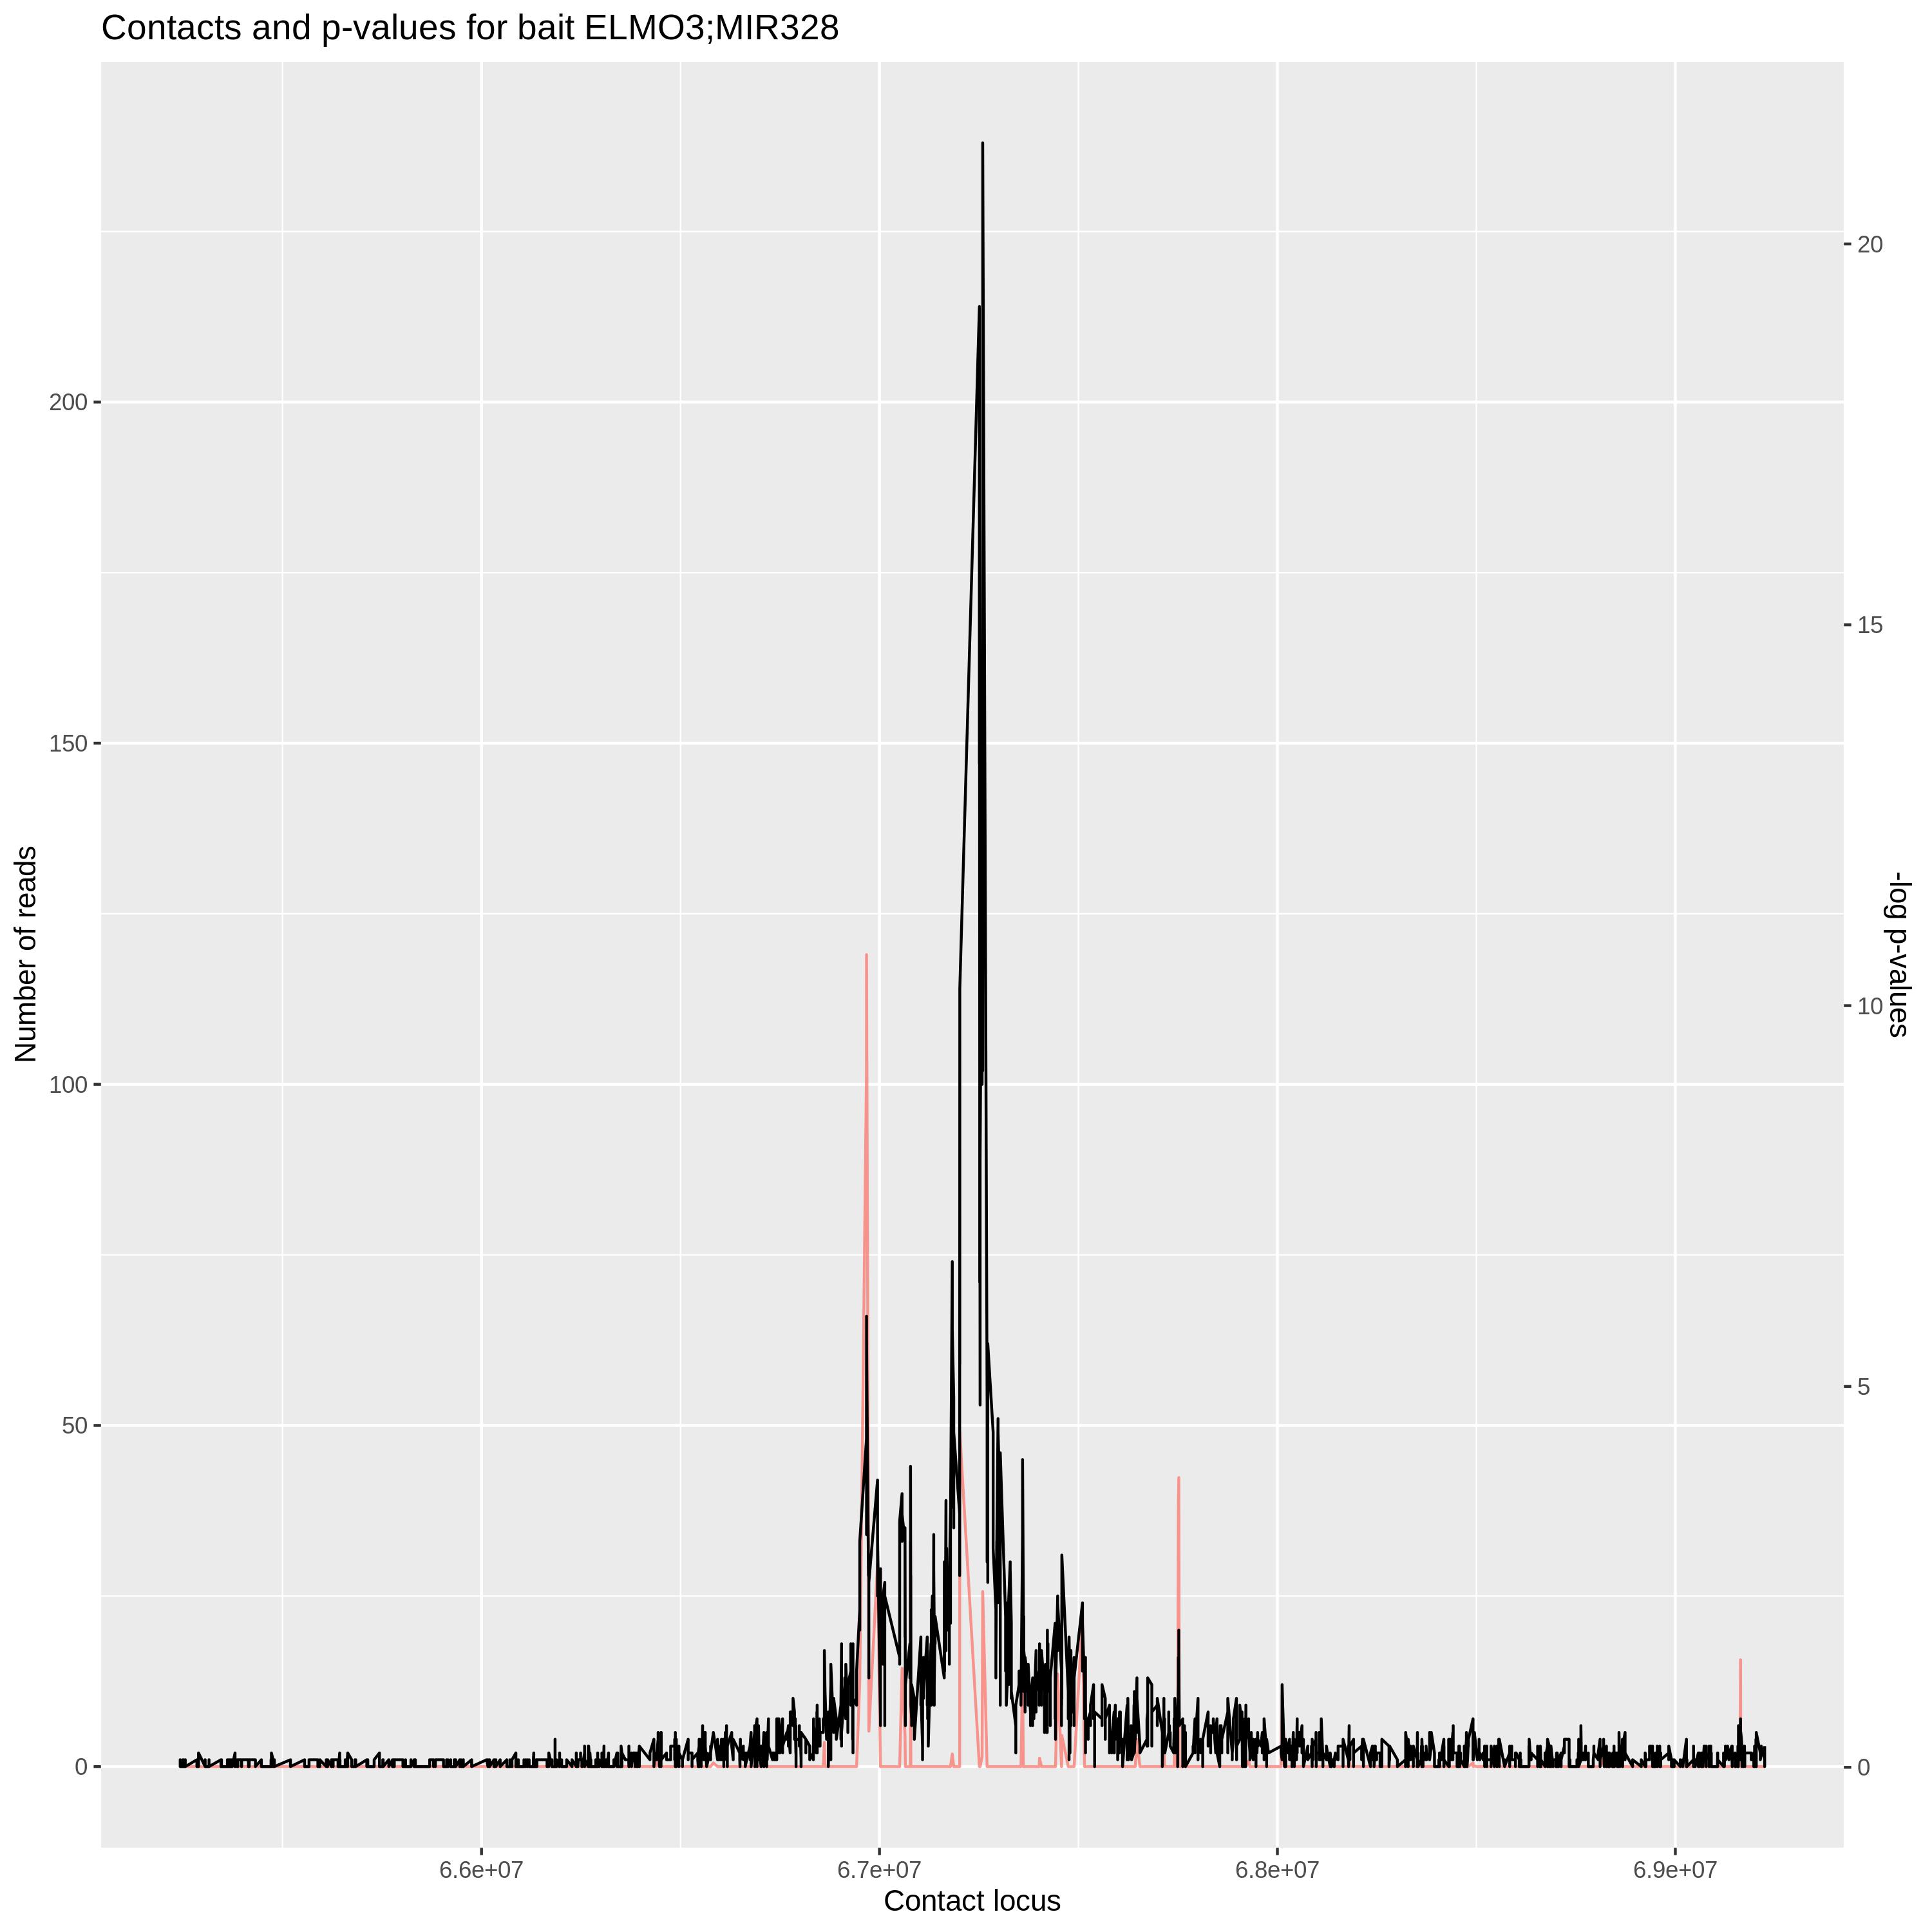 Contacts and p-values for bait ELMO3;MIR328
Number of reads
200
150
100
50
0
20
15
10
5
0
-log p-values
6.6e+07
6.7e+07
6.8e+07
6.9e+07
Contact locus